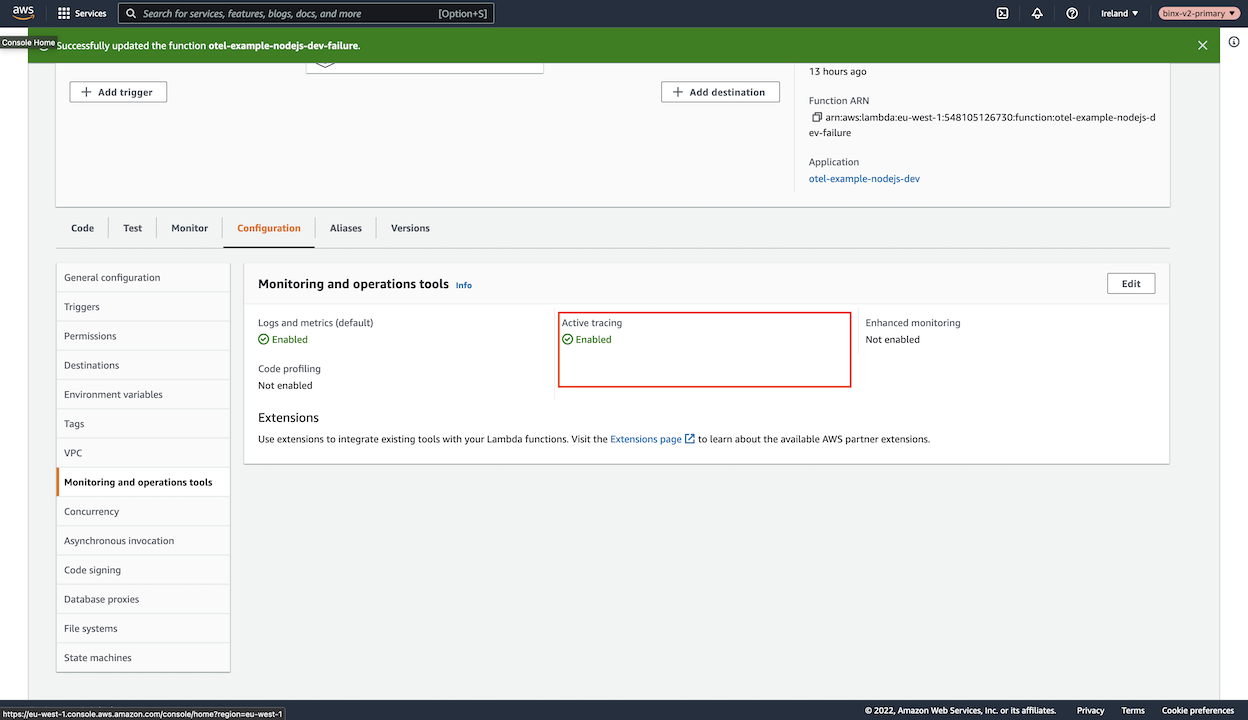 aws
Services
Search for services, features, blogs, docs, and more
[Option+S]
Ireland ▼
binx-v2-primary ▼
Console Home
Successfully updated the function otel-example-nodejs-dev-failure.
Add trigger
Add destination
13 hours ago
Function ARN
arn:aws:lambda:eu-west-1:548105126730:function:otel-example-nodejs-d
ev-failure
Application
otel-example-nodejs-dev
Code
Test
Monitor
Configuration
Aliases
Versions
General configuration
Triggers
Permissions
Destinations
Environment variables
Tags
VPC
Monitoring and operations tools
Concurrency
Asynchronous invocation
Code signing
Database proxies
File systems
State machines
Monitoring and operations tools Info
Edit
Logs and metrics (default)
Enabled
Active tracing
Enabled
Enhanced monitoring
Not enabled
Code profiling
Not enabled
Extensions
Use extensions to integrate existing tools with your Lambda functions. Visit the Extensions page to learn about the available AWS partner extensions.
https://eu-west-1.console.aws.amazon.com/console/home?region=eu-west-1
© 2022, Amazon Web Services, Inc. or its affiliates.
Privacy
Terms
Cookie preferences